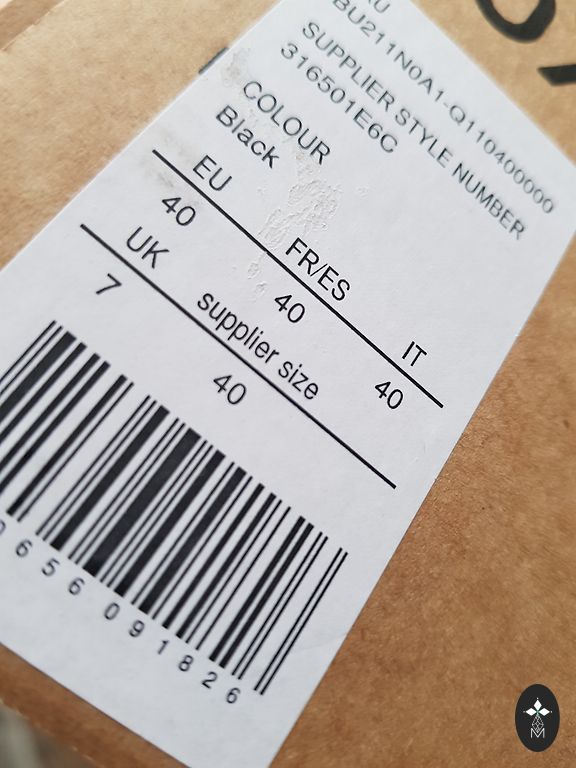 BU211N0A1-Q110400000
SUPPLIER STYLE NUMBER
316501E6C
COLOUR
Black
EU FR/ES IT
40 40 40
UK supplier size
7 40
656091826
M